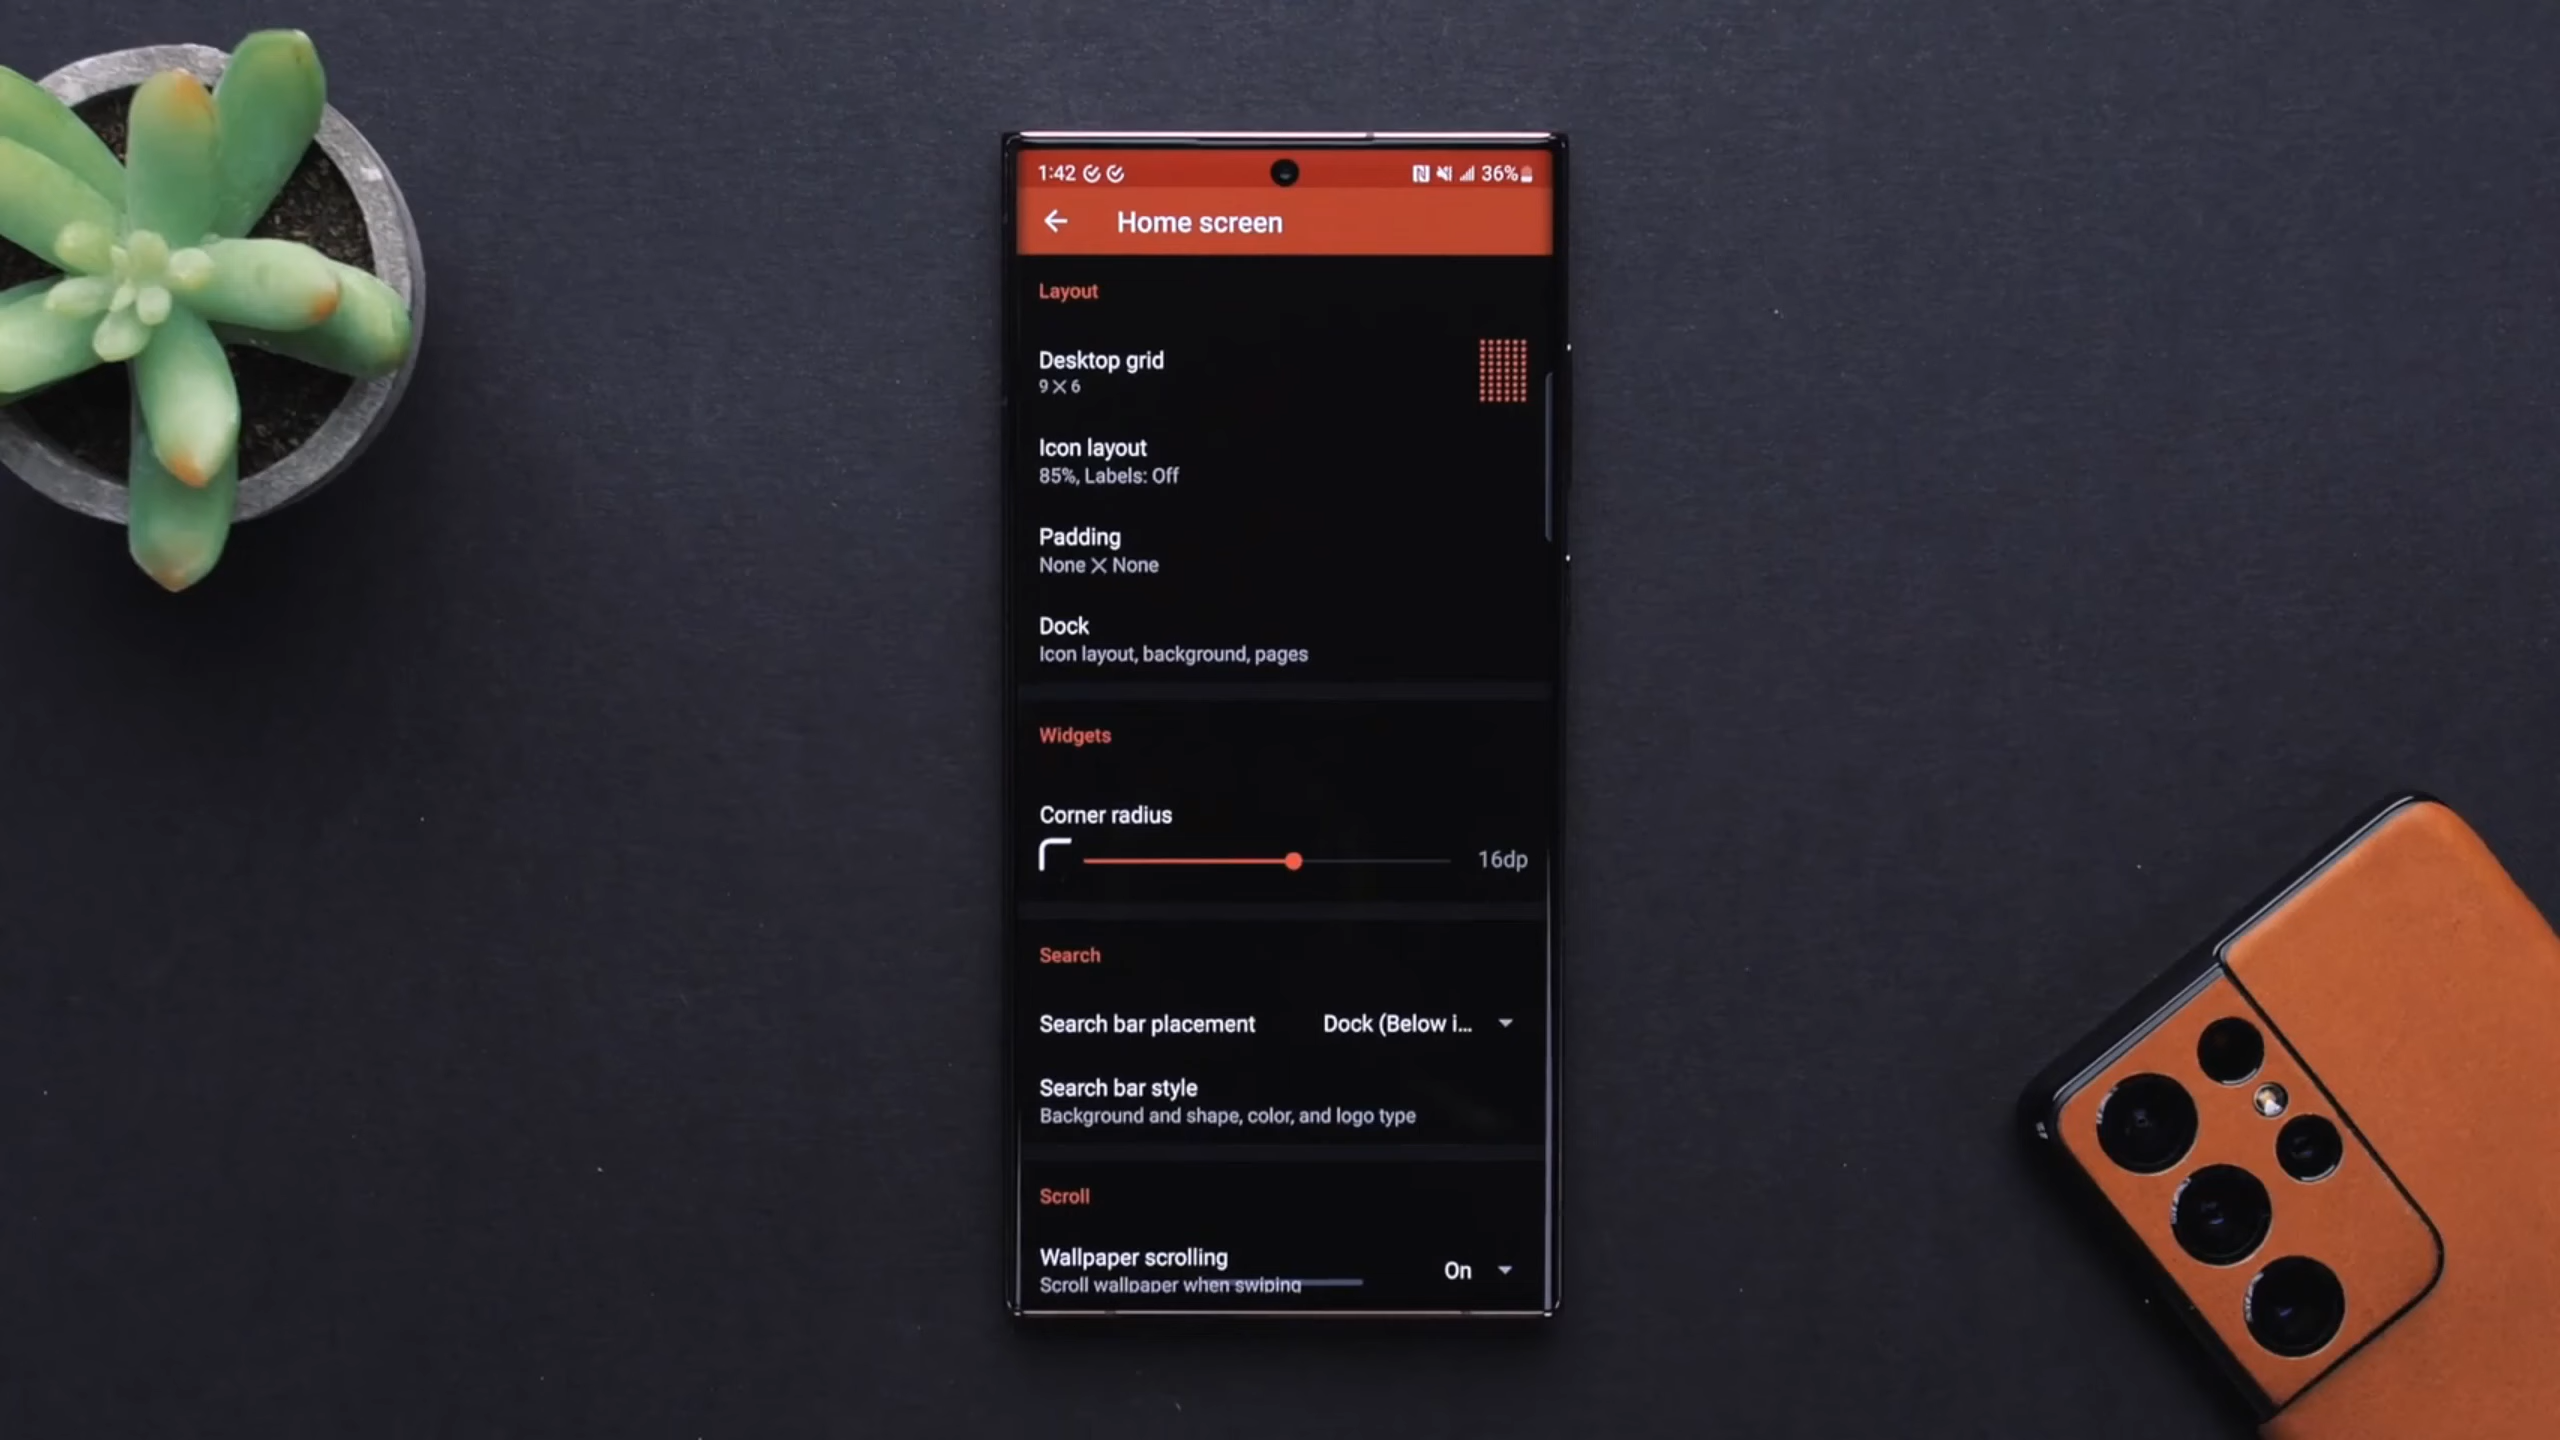 1:42
36%
Home screen
Layout
Desktop grid
9 X 6
Icon layout
85%, Labels: Off
Padding
None X None
Dock
Icon layout, background, pages
Widgets
Corner radius
16dp
Search
Search bar placement
Dock (Below i...
Search bar style
Background and shape, color, and logo type
Scroll
Wallpaper scrolling
On
Scroll wallpaper when swiping